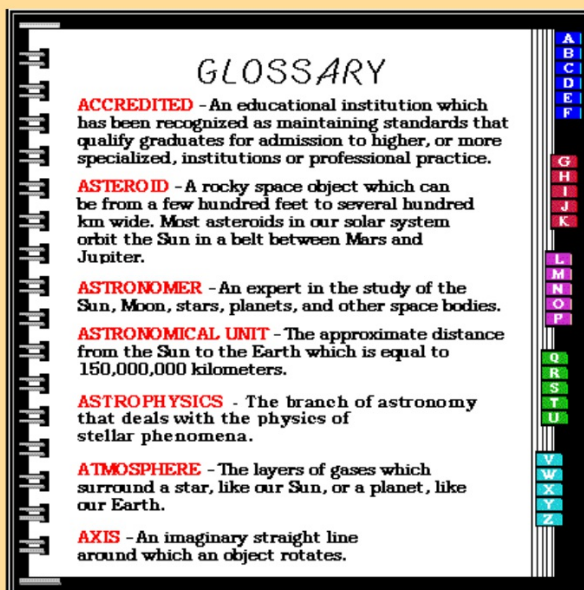 GLOSSARY
ACCREDITED - An educational institution which
has been recognized as maintaining standards that
qualify graduates for admission to higher, or more
specialized, institutions or professional practice.
ASTEROID - A rocky space object which can
be from a few hundred feet to several hundred
km wide. Most asteroids in our solar system
orbit the Sun in a belt between Mars and
Jupiter.
ASTRONOMER - An expert in the study of the
Sun, Moon, stars, planets, and other space bodies.
ASTRONOMICAL UNIT - The approximate distance
from the Sun to the Earth which is equal to
150,000,000 kilometers.
ASTROPHYSICS - The branch of astronomy
that deals with the physics of
stellar phenomena.
ATMOSPHERE - The layers of gases which
surround a star, like our Sun, or a planet, like
our Earth.
AXIS - An imaginary straight line
around which an object rotates.
A
B
C
D
E
F
G
H
I
J
K
L
M
N
O
P
Q
R
S
T
U
V
W
X
Y
Z